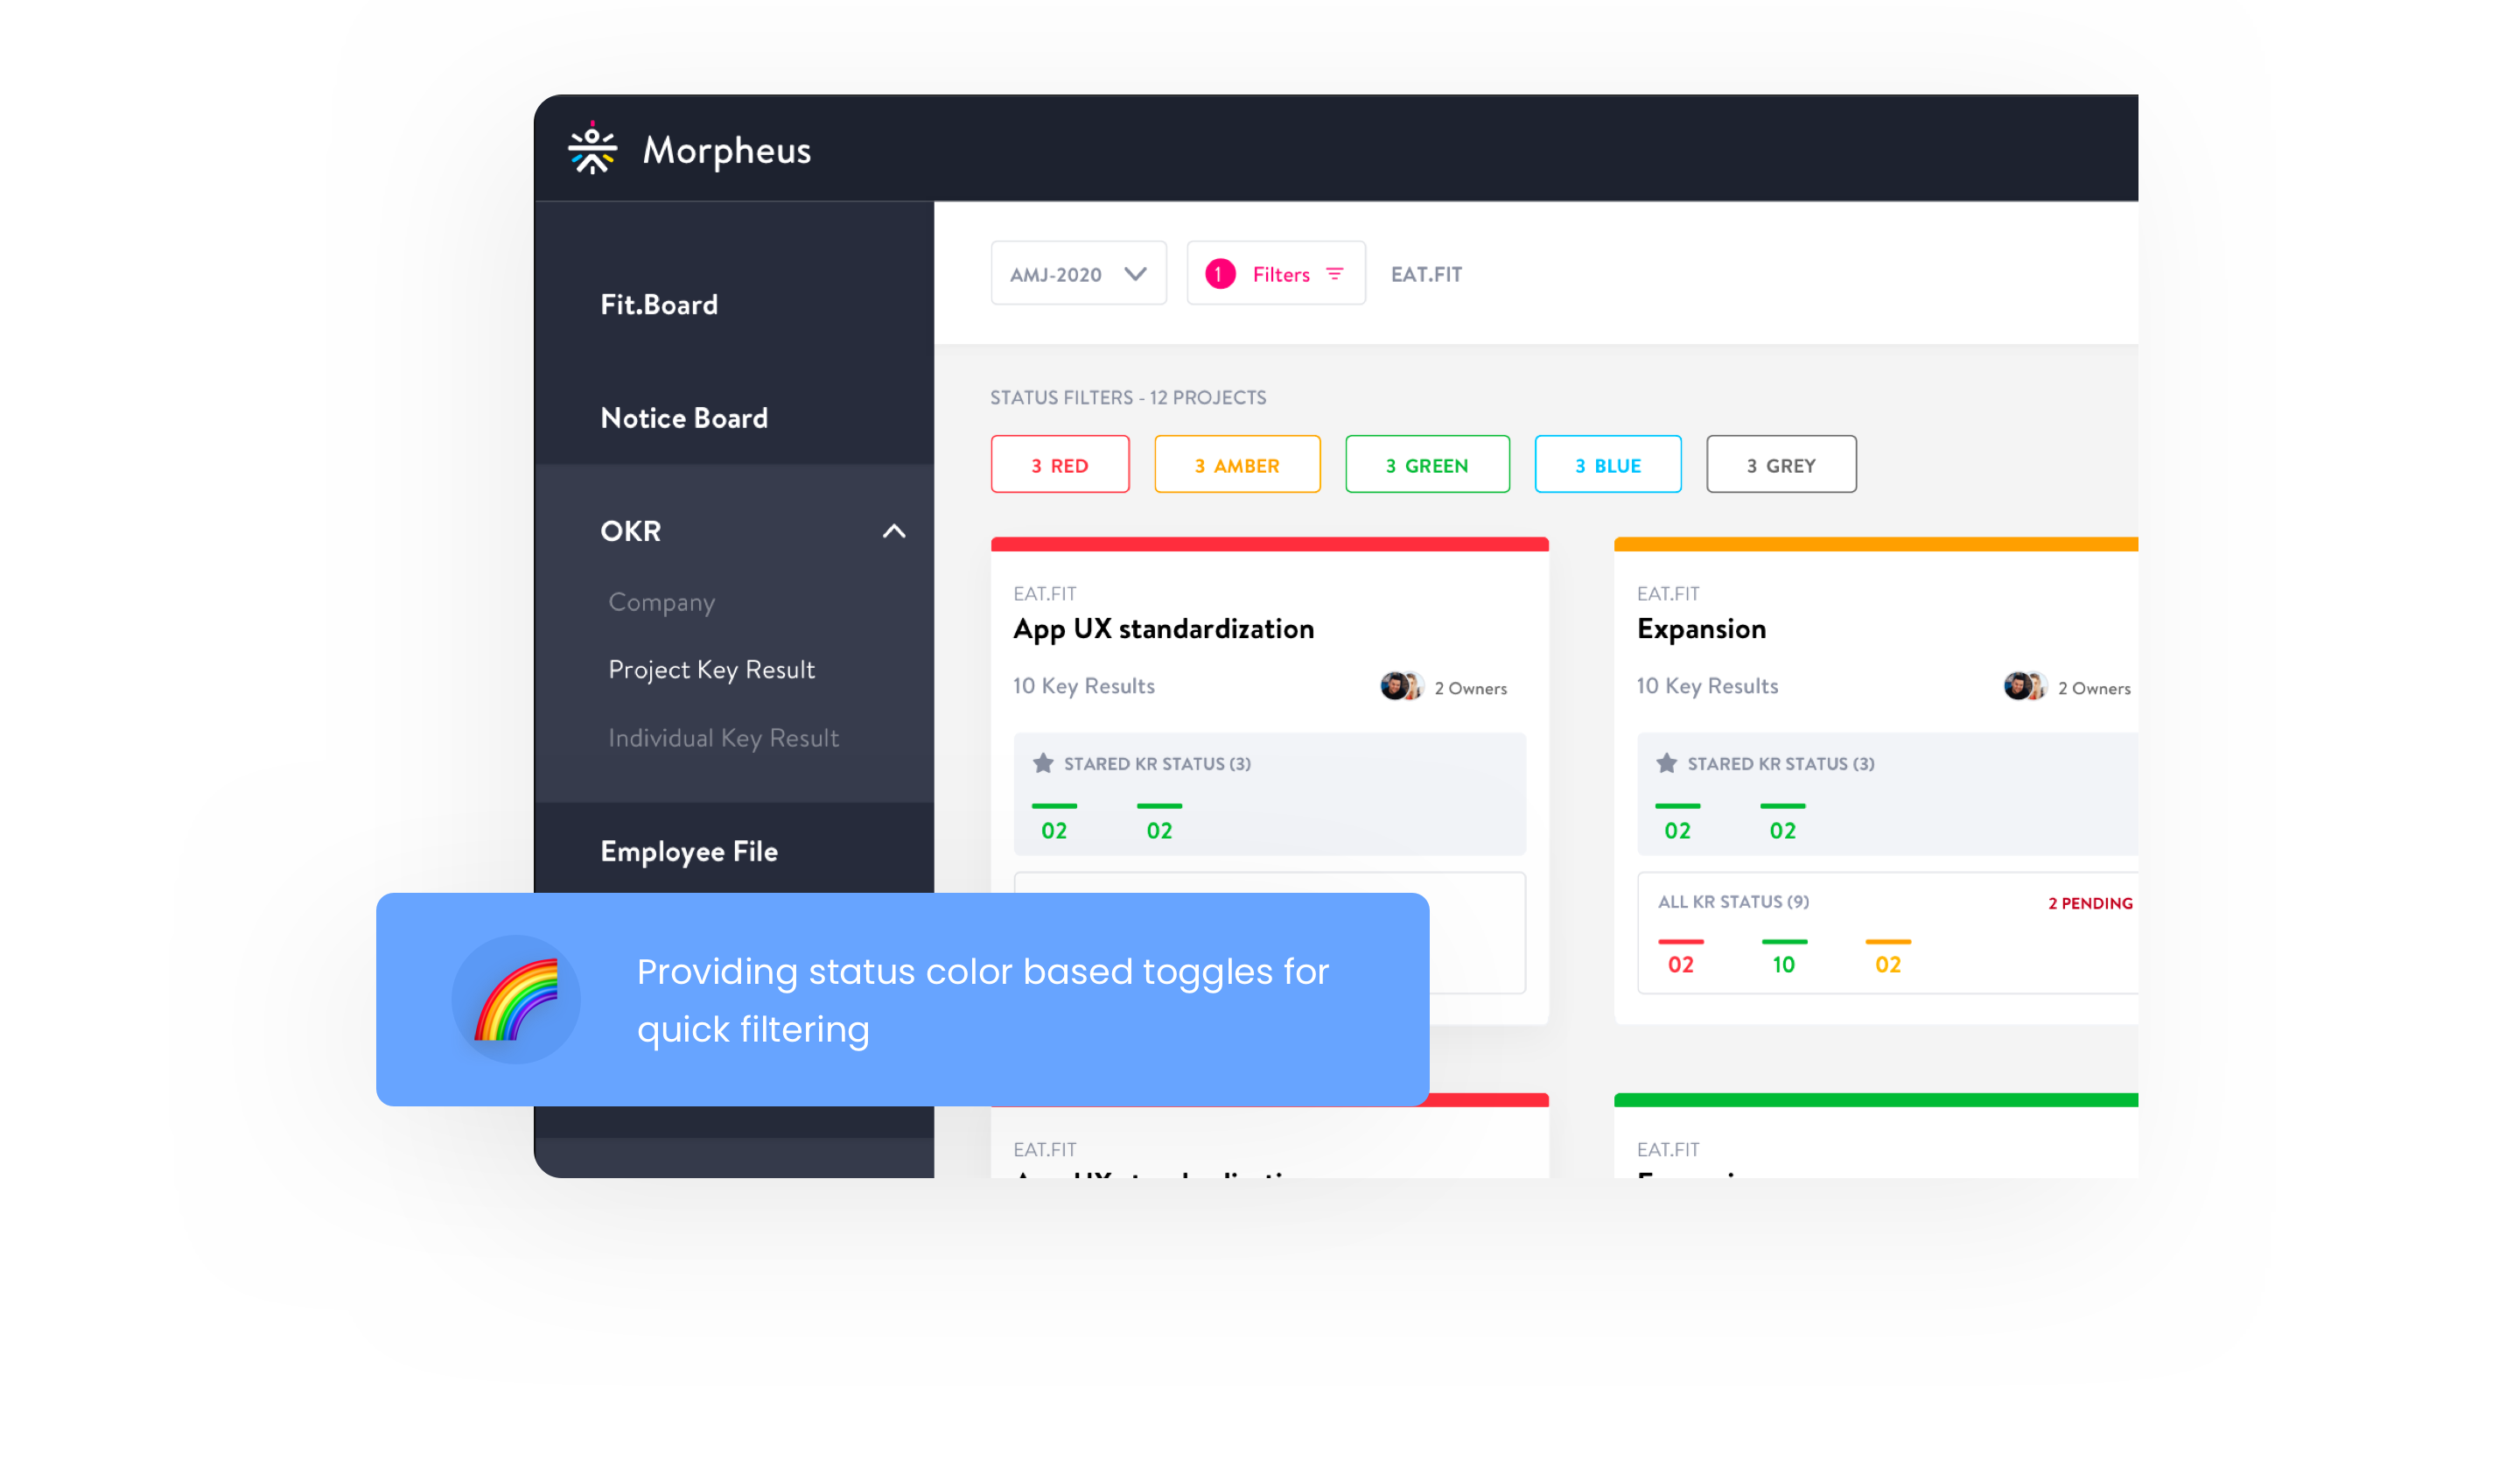 Morpheus
Fit.Board
Notice Board
OKR
Company
Project Key Result
Individual Key Result
Employee File
AMJ-2020
1 Filters
EAT.FIT
STATUS FILTERS - 12 PROJECTS
3 RED
3 AMBER
3 GREEN
3 BLUE
3 GREY
EAT.FIT
App UX standardization
10 Key Results
2 Owners
STARED KR STATUS (3)
02 02
EAT.FIT
Expansion
10 Key Results
2 Owners
STARED KR STATUS (3)
02 02
ALL KR STATUS (9)
2 PENDING
02 10 02
Providing status color based toggles for
quick filtering
EAT.FIT
EAT.FIT